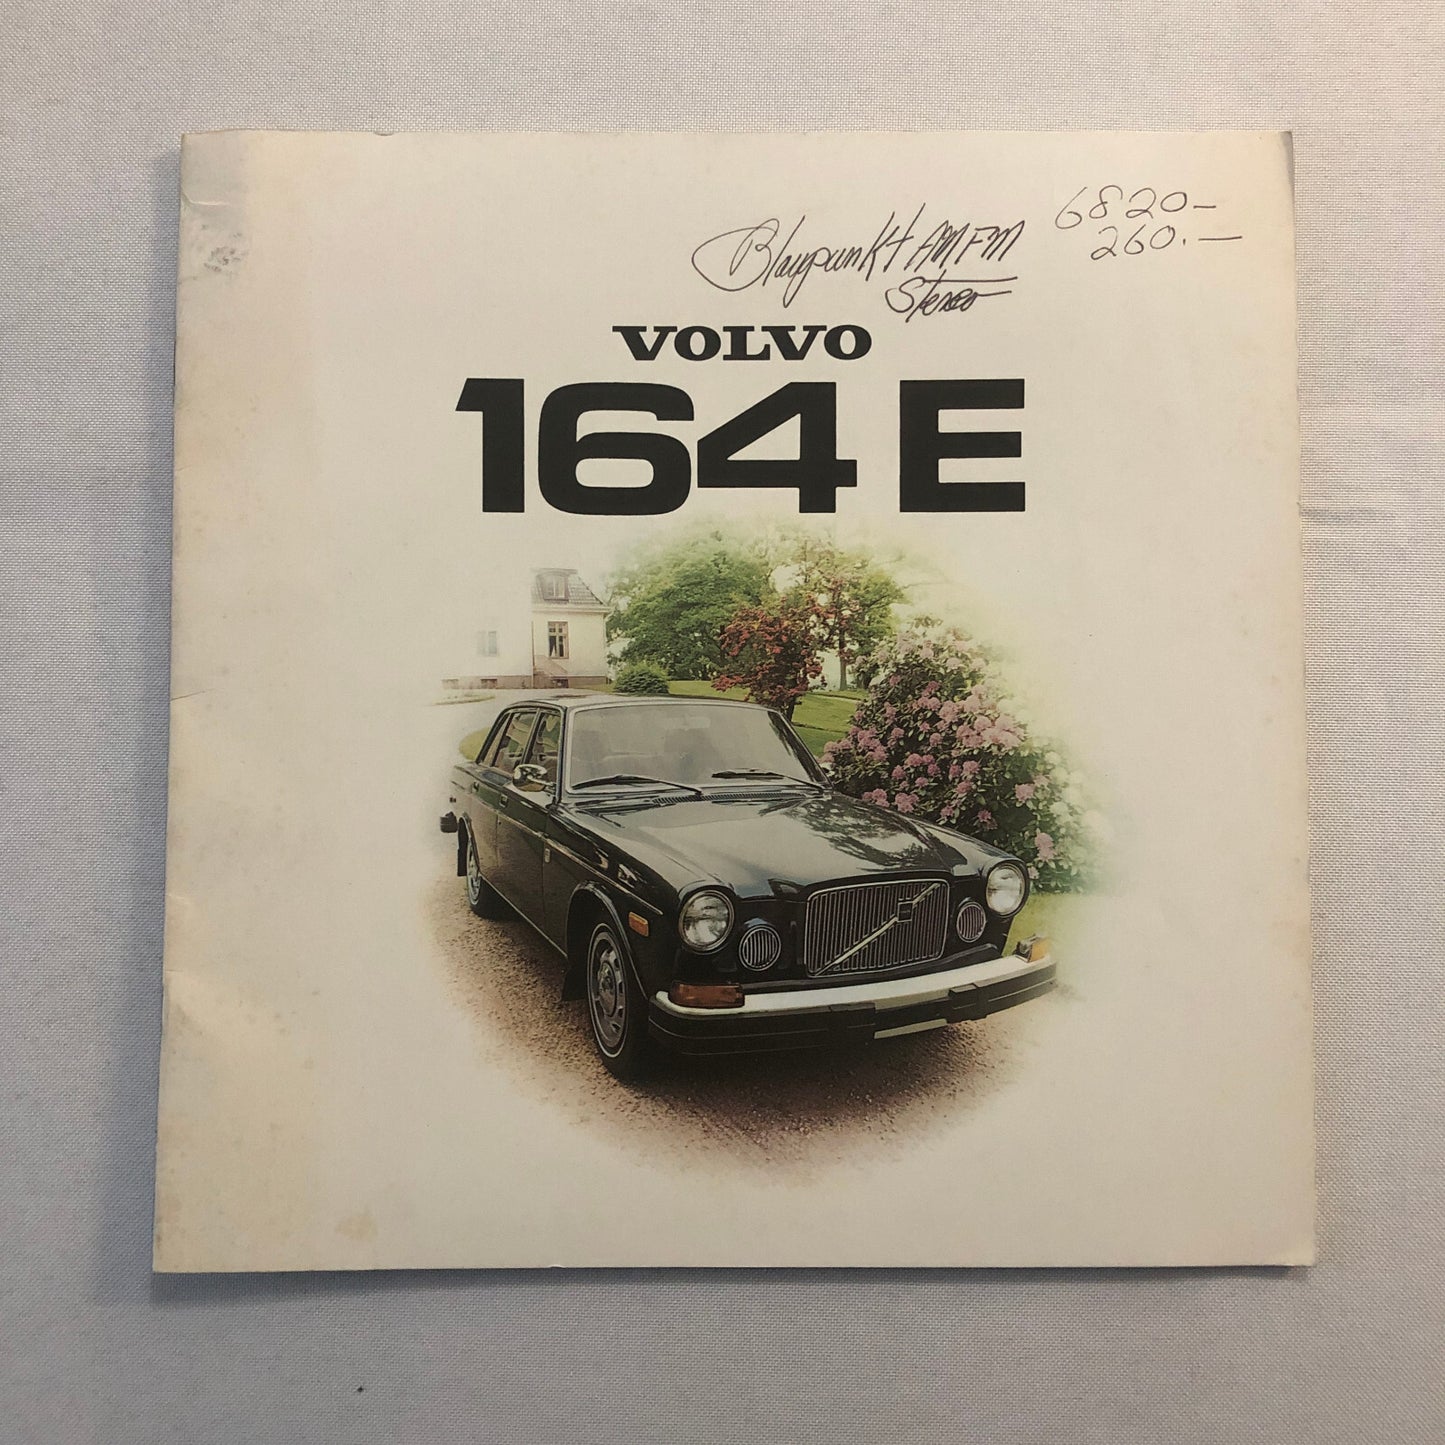 6820-
Blaupunkt AM FM 260.-
Stereo
VOLVO
164 E